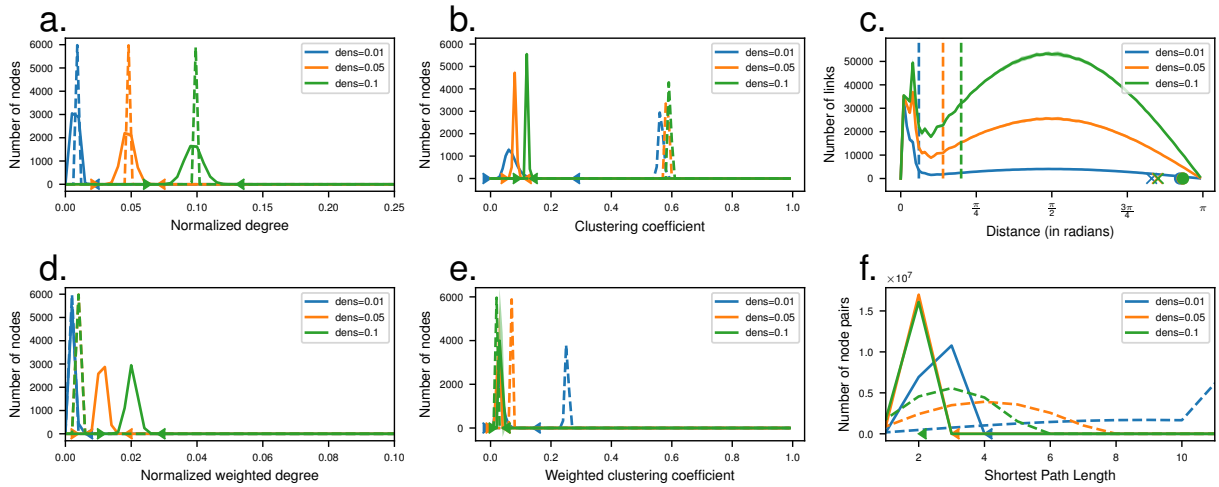 a.
Number of nodes
6000
5000
4000
3000
2000
1000
0
0.00 0.05 0.10 0.15 0.20 0.25
Normalized degree
dens=0.01
dens=0.05
dens=0.1
b.
Number of nodes
6000
5000
4000
3000
2000
1000
0
0.0 0.2 0.4 0.6 0.8 1.0
Clustering coefficient
dens=0.01
dens=0.05
dens=0.1
c.
Number of links
50000
40000
30000
20000
10000
0
0 π/4 π/2 3π/4 π
Distance (in radians)
dens=0.01
dens=0.05
dens=0.1
d.
Number of nodes
6000
5000
4000
3000
2000
1000
0
0.00 0.02 0.04 0.06 0.08 0.10
Normalized weighted degree
dens=0.01
dens=0.05
dens=0.1
e.
Number of nodes
6000
4000
2000
0
0.0 0.2 0.4 0.6 0.8 1.0
Weighted clustering coefficient
dens=0.01
dens=0.05
dens=0.1
f.
×10⁷
Number of node pairs
1.5
1.0
0.5
0.0
2 4 6 8 10
Shortest Path Length
dens=0.01
dens=0.05
dens=0.1